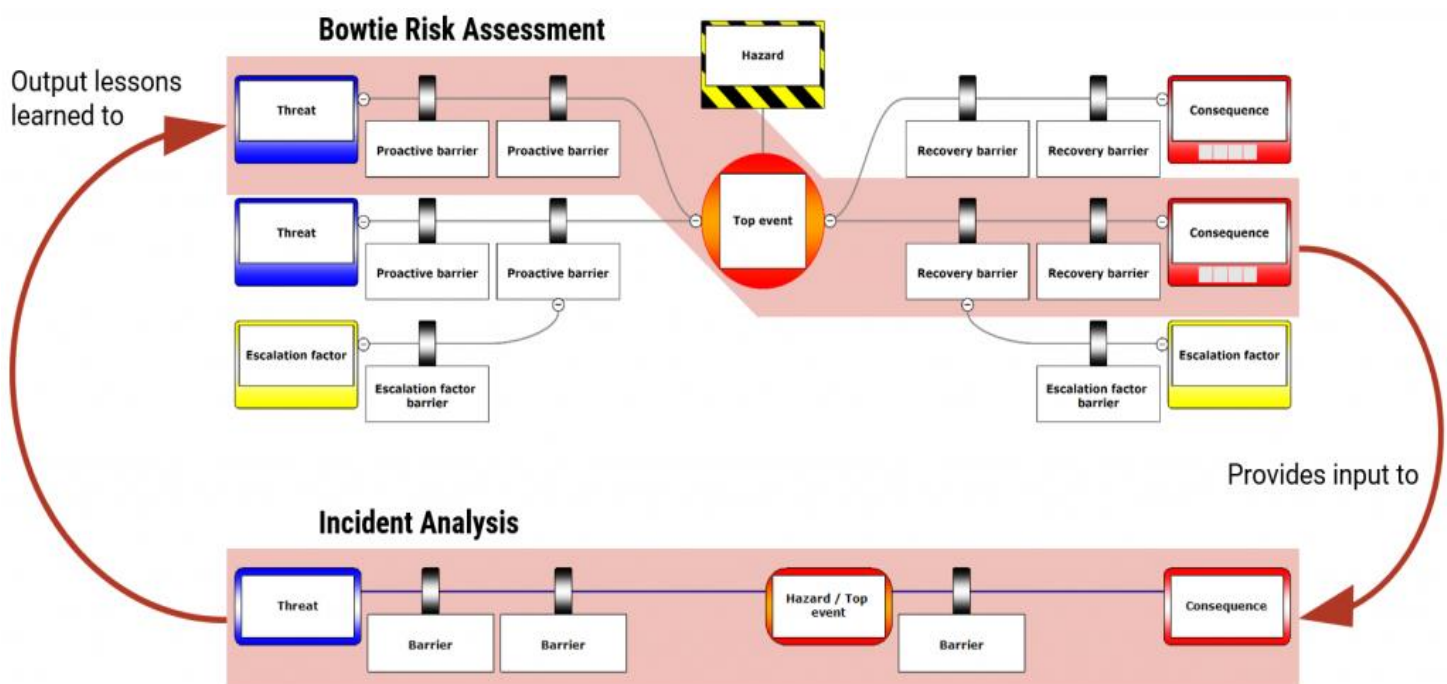 Bowtie Risk Assessment
Output lessons
learned to
Hazard
Threat
Proactive barrier
Proactive barrier
Recovery barrier
Recovery barrier
Consequence
Top event
Threat
Proactive barrier
Proactive barrier
Recovery barrier
Recovery barrier
Consequence
Escalation factor
Escalation factor
barrier
Escalation factor
barrier
Escalation factor
Provides input to
Incident Analysis
Threat
Barrier
Barrier
Hazard / Top
event
Barrier
Consequence